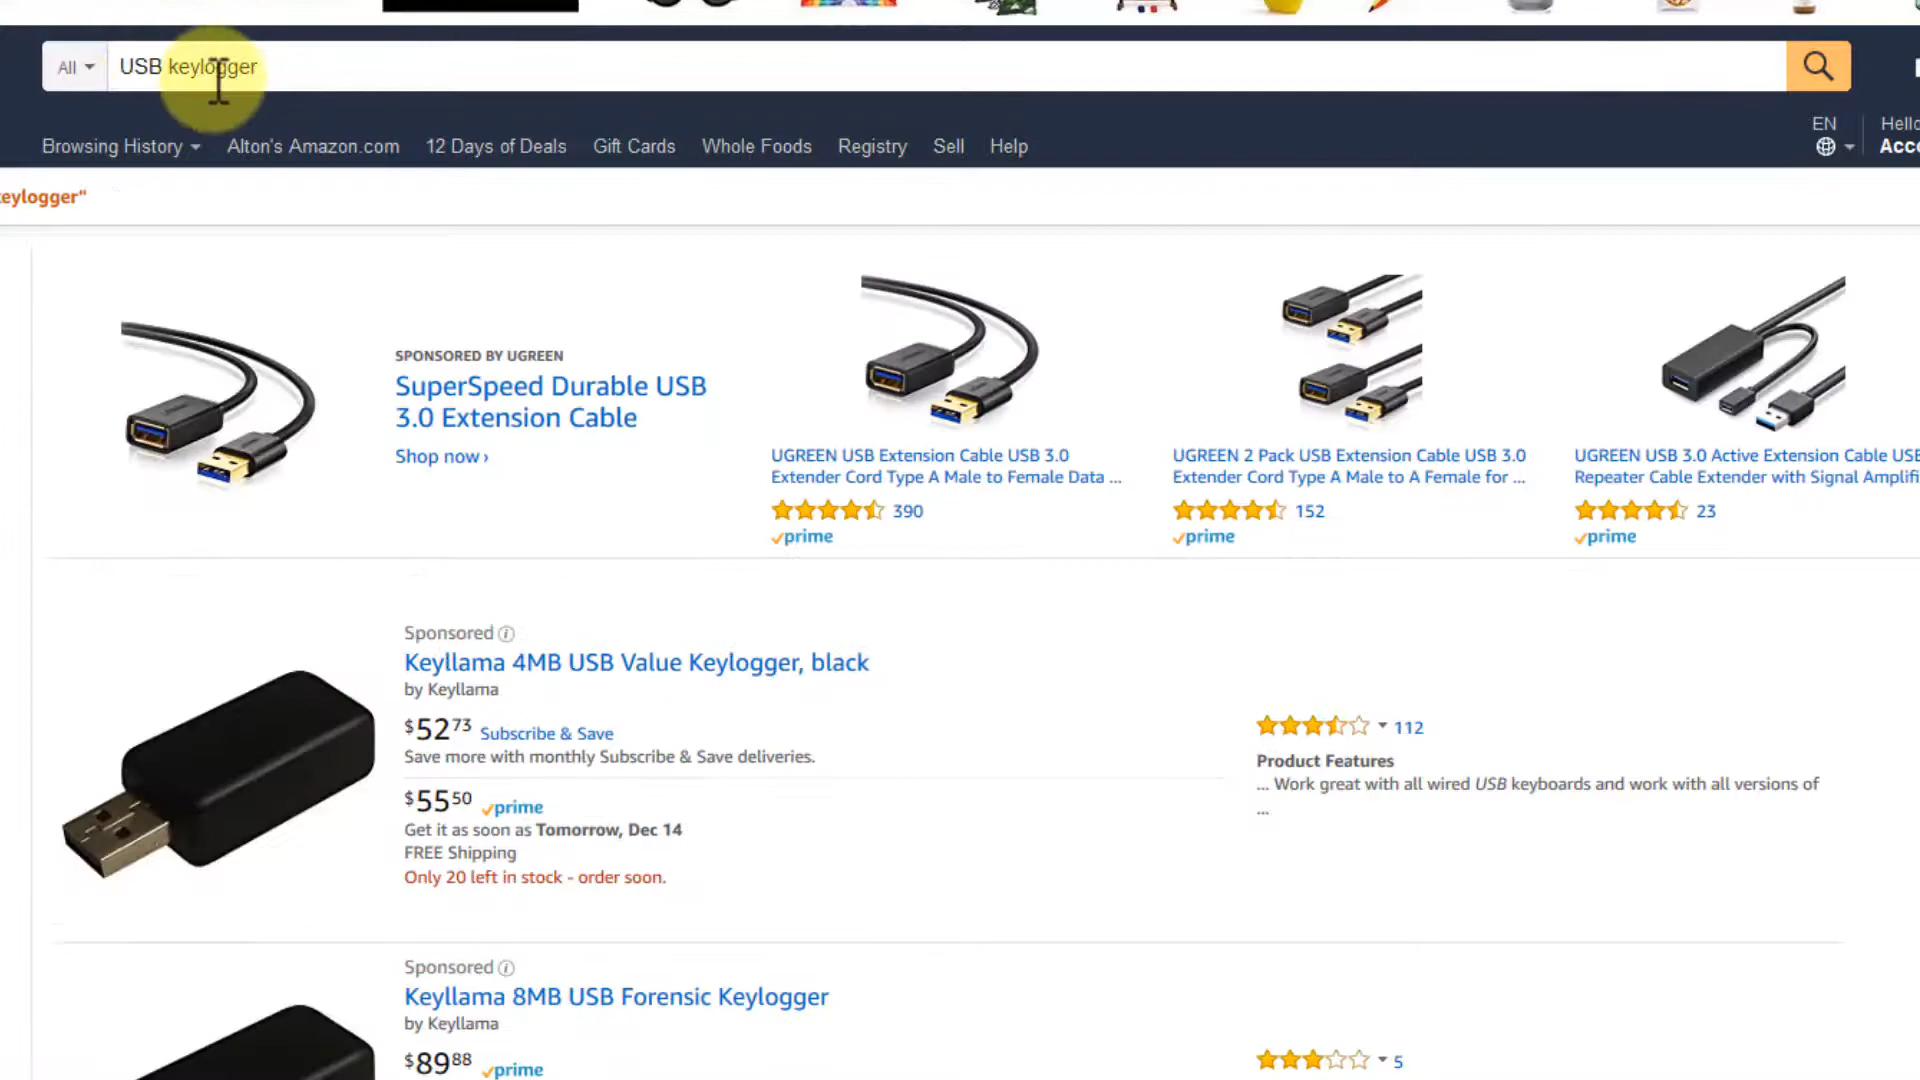 All
USB keylogger
EN
Hello
Browsing History
Alton's Amazon.com
12 Days of Deals
Gift Cards
Whole Foods
Registry
Sell
Help
eylogger"
SPONSORED BY UGREEN
SuperSpeed Durable USB
3.0 Extension Cable
Shop now ›
UGREEN USB Extension Cable USB 3.0
Extender Cord Type A Male to Female Data ...
390
prime
UGREEN 2 Pack USB Extension Cable USB 3.0
Extender Cord Type A Male to A Female for ...
152
prime
UGREEN USB 3.0 Active Extension Cable USB
Repeater Cable Extender with Signal Amplifi
23
prime
Sponsored
Keyllama 4MB USB Value Keylogger, black
by Keyllama
$52 73 Subscribe & Save
Save more with monthly Subscribe & Save deliveries.
$55 50 prime
Get it as soon as Tomorrow, Dec 14
FREE Shipping
Only 20 left in stock - order soon.
112
Product Features
... Work great with all wired USB keyboards and work with all versions of
...
Sponsored
Keyllama 8MB USB Forensic Keylogger
by Keyllama
$89 88 prime
5